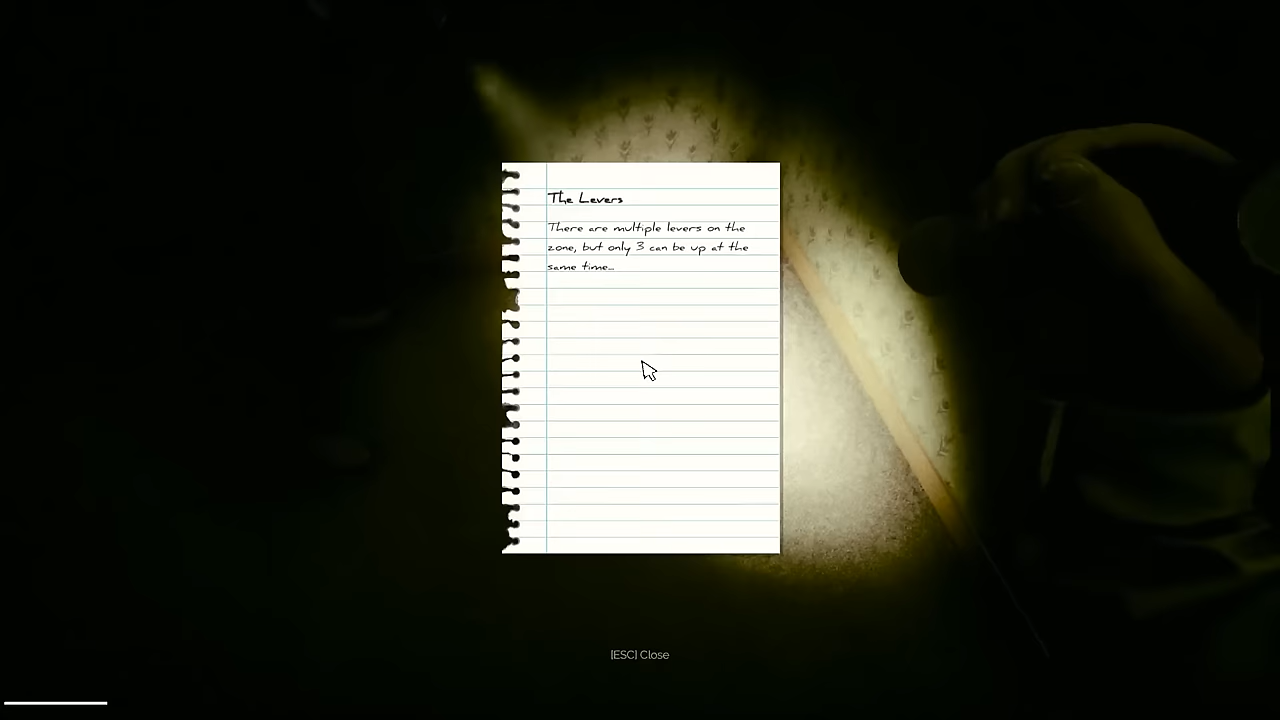 The Levers
There are multiple levers on the
zone, but only 3 can be up at the
same time...
[ESC] Close